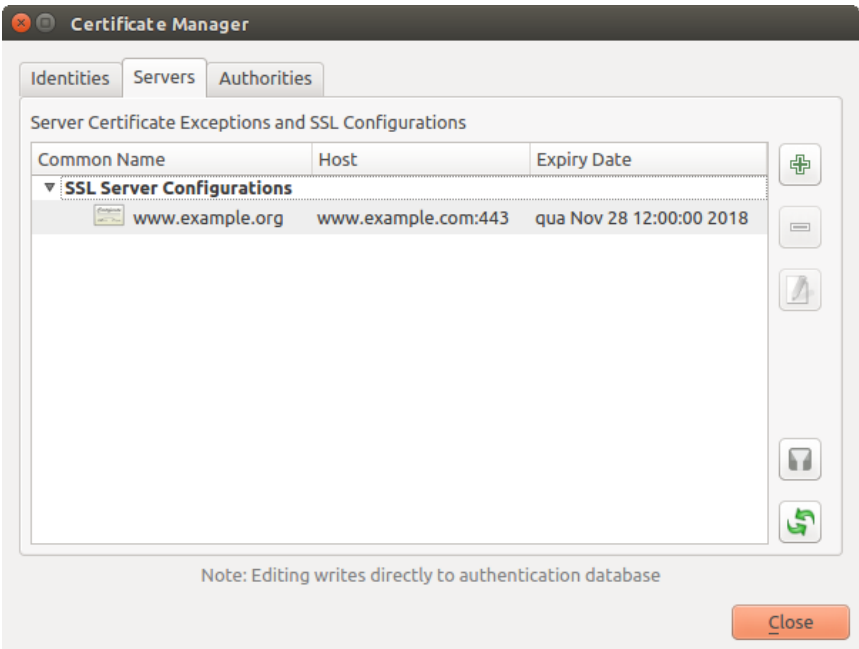 Certificate Manager
Identities Servers Authorities
Server Certificate Exceptions and SSL Configurations
Common Name Host Expiry Date
SSL Server Configurations
www.example.org www.example.com:443 qua Nov 28 12:00:00 2018
Note: Editing writes directly to authentication database
Close